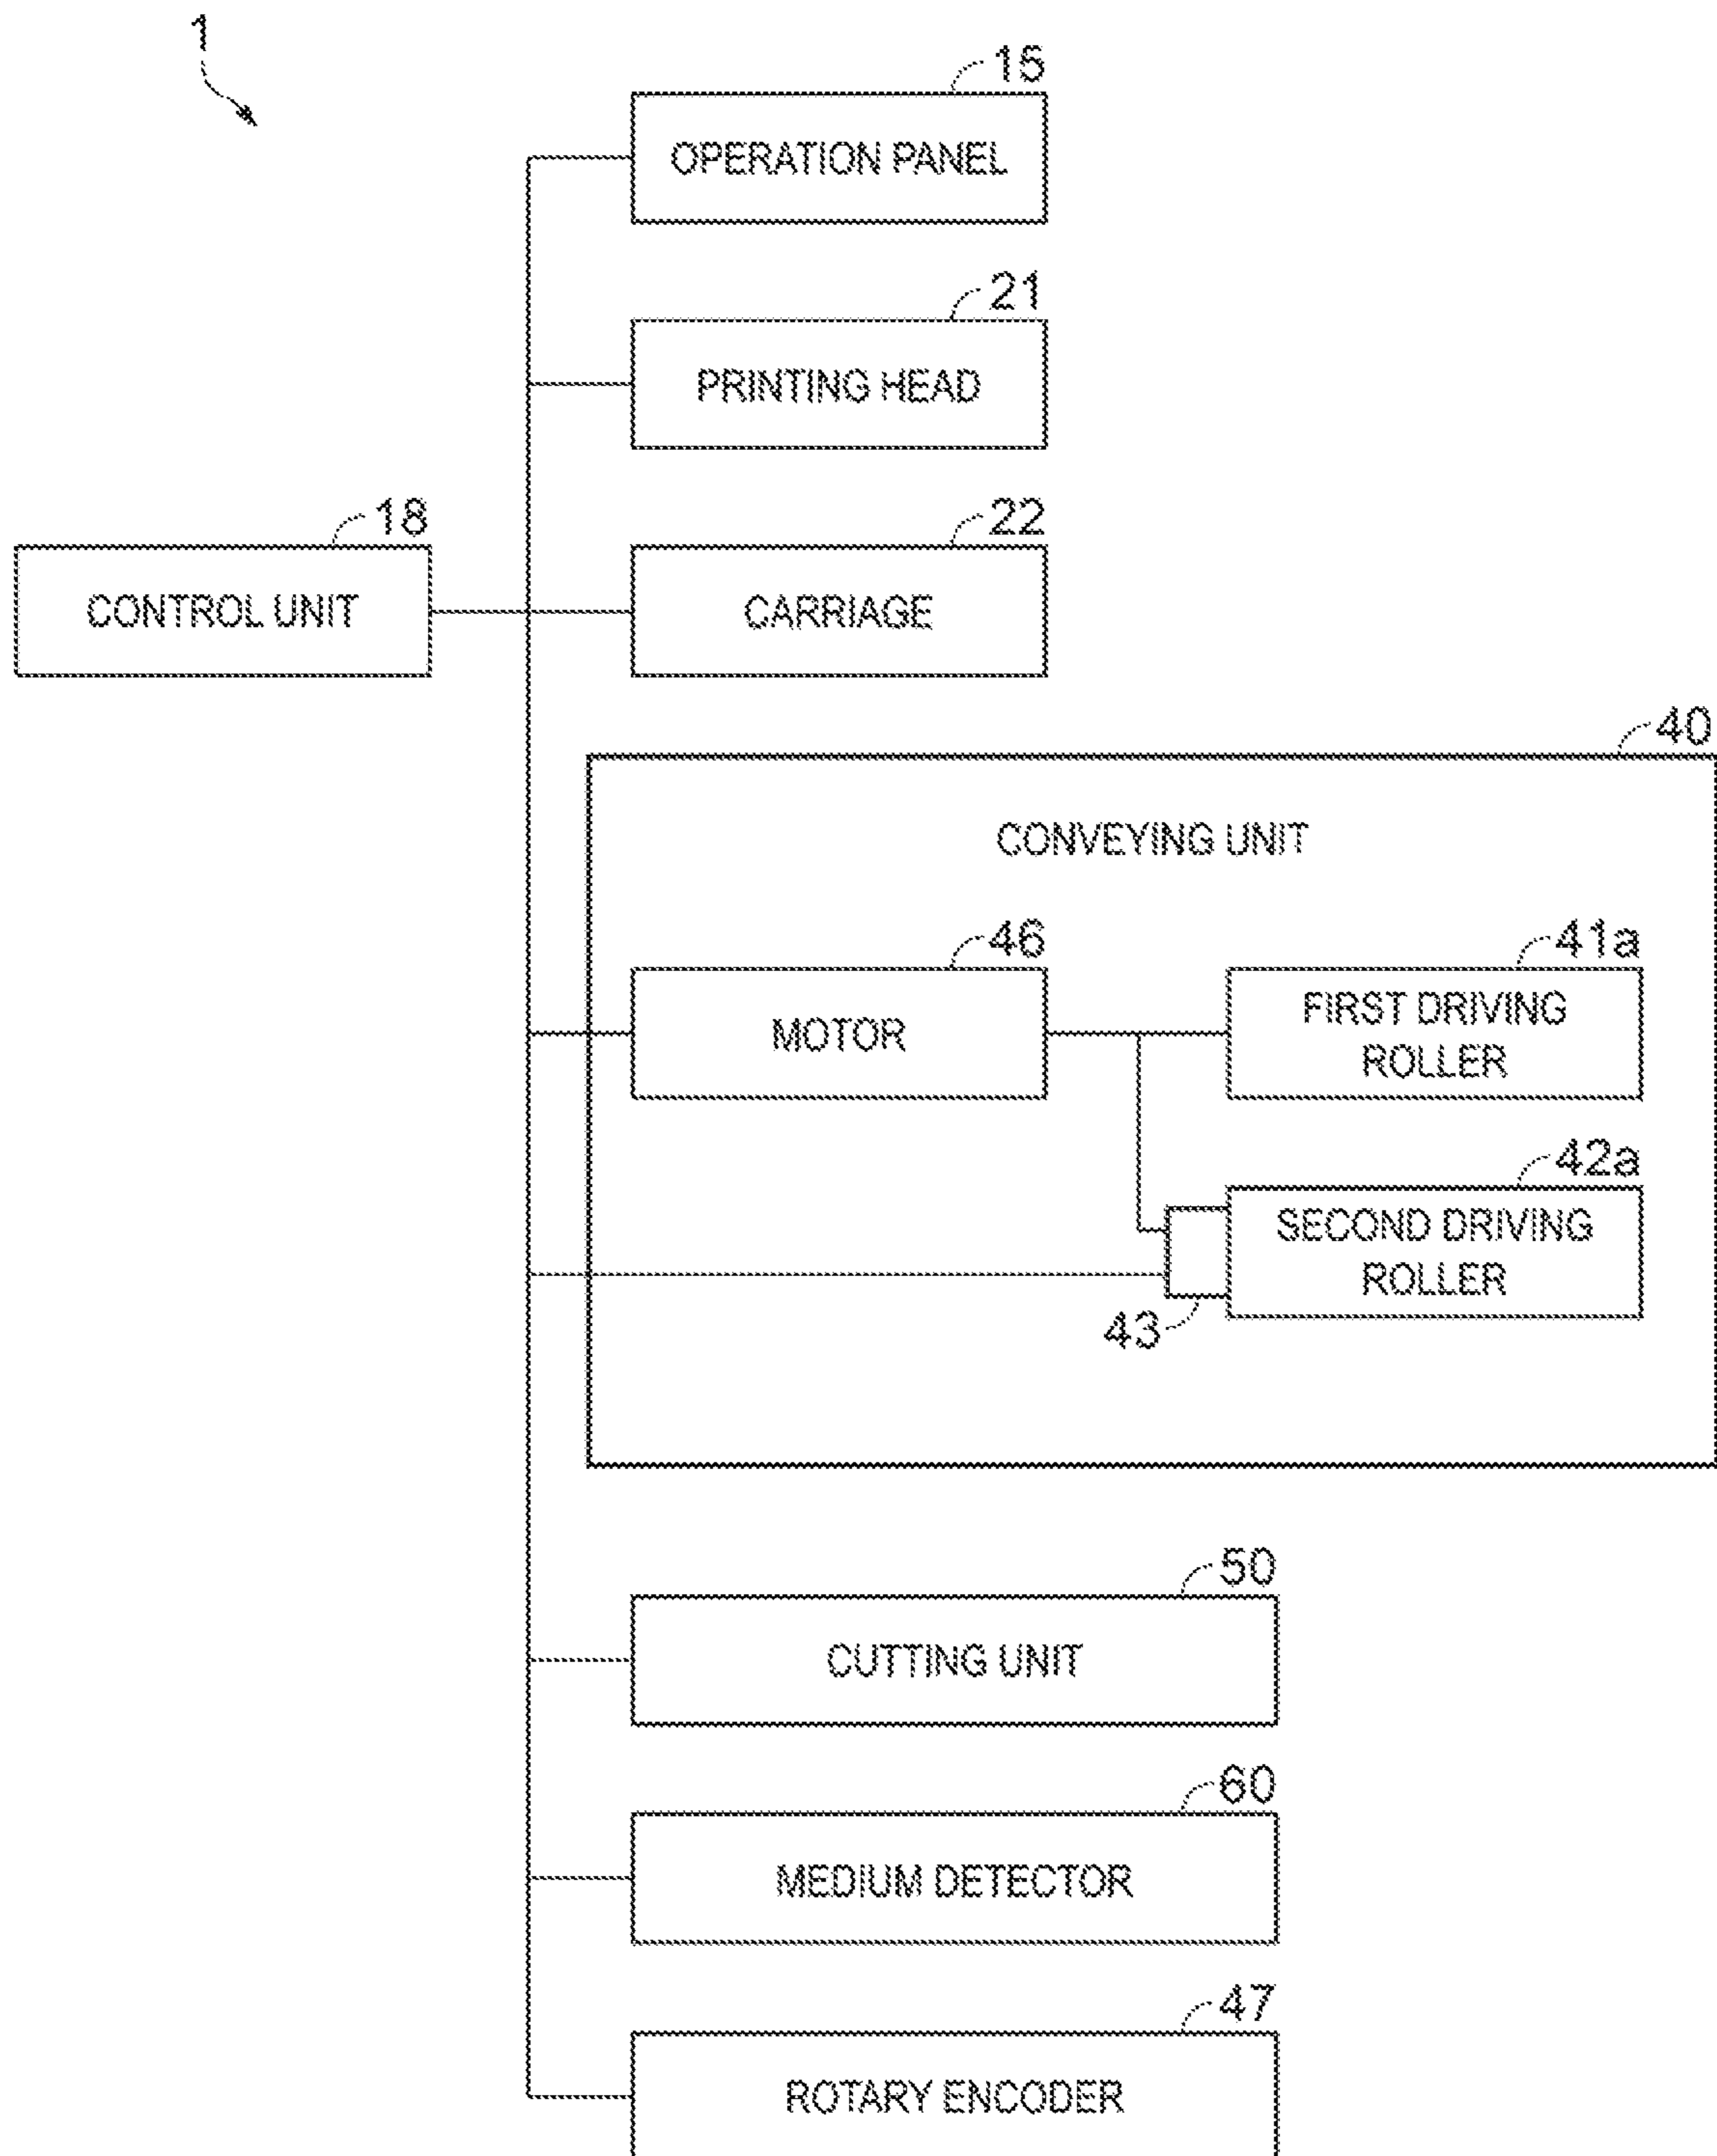 1
15
OPERATION PANEL
21
PRINTING HEAD
18
CONTROL UNIT
22
CARRIAGE
40
CONVEYING UNIT
46
MOTOR
41a
FIRST DRIVING
ROLLER
42a
SECOND DRIVING
ROLLER
43
50
CUTTING UNIT
60
MEDIUM DETECTOR
47
ROTARY ENCODER